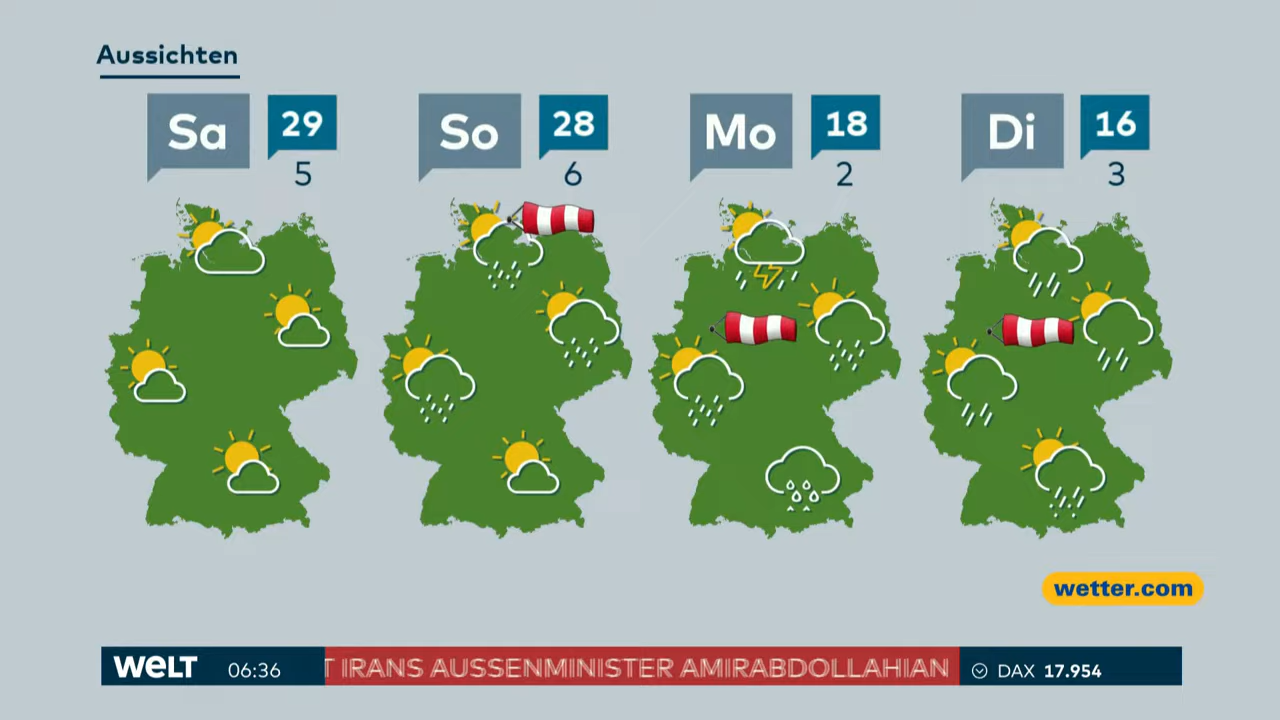 Aussichten
Sa 29 5
So 28 6
Mo 18 2
Di 16 3
wetter.com
WELT 06:36 T IRANS AUSSENMINISTER AMIRABDOLLAHIAN DAX 17.954